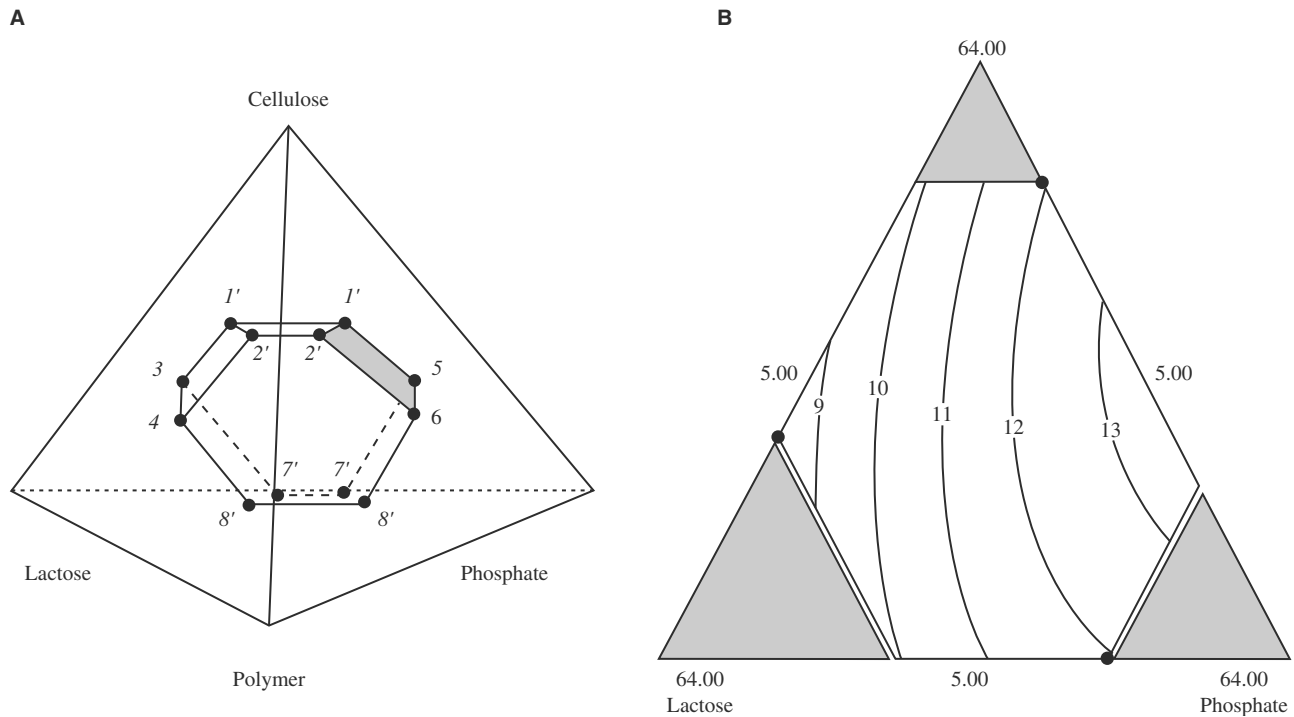 A
Cellulose
1′
1′
2′
2′
3
5
4
6
7′
7′
8′
8′
Lactose
Phosphate
Polymer
B
64.00
5.00
5.00
9
10
11
12
13
64.00
5.00
64.00
Lactose
Phosphate